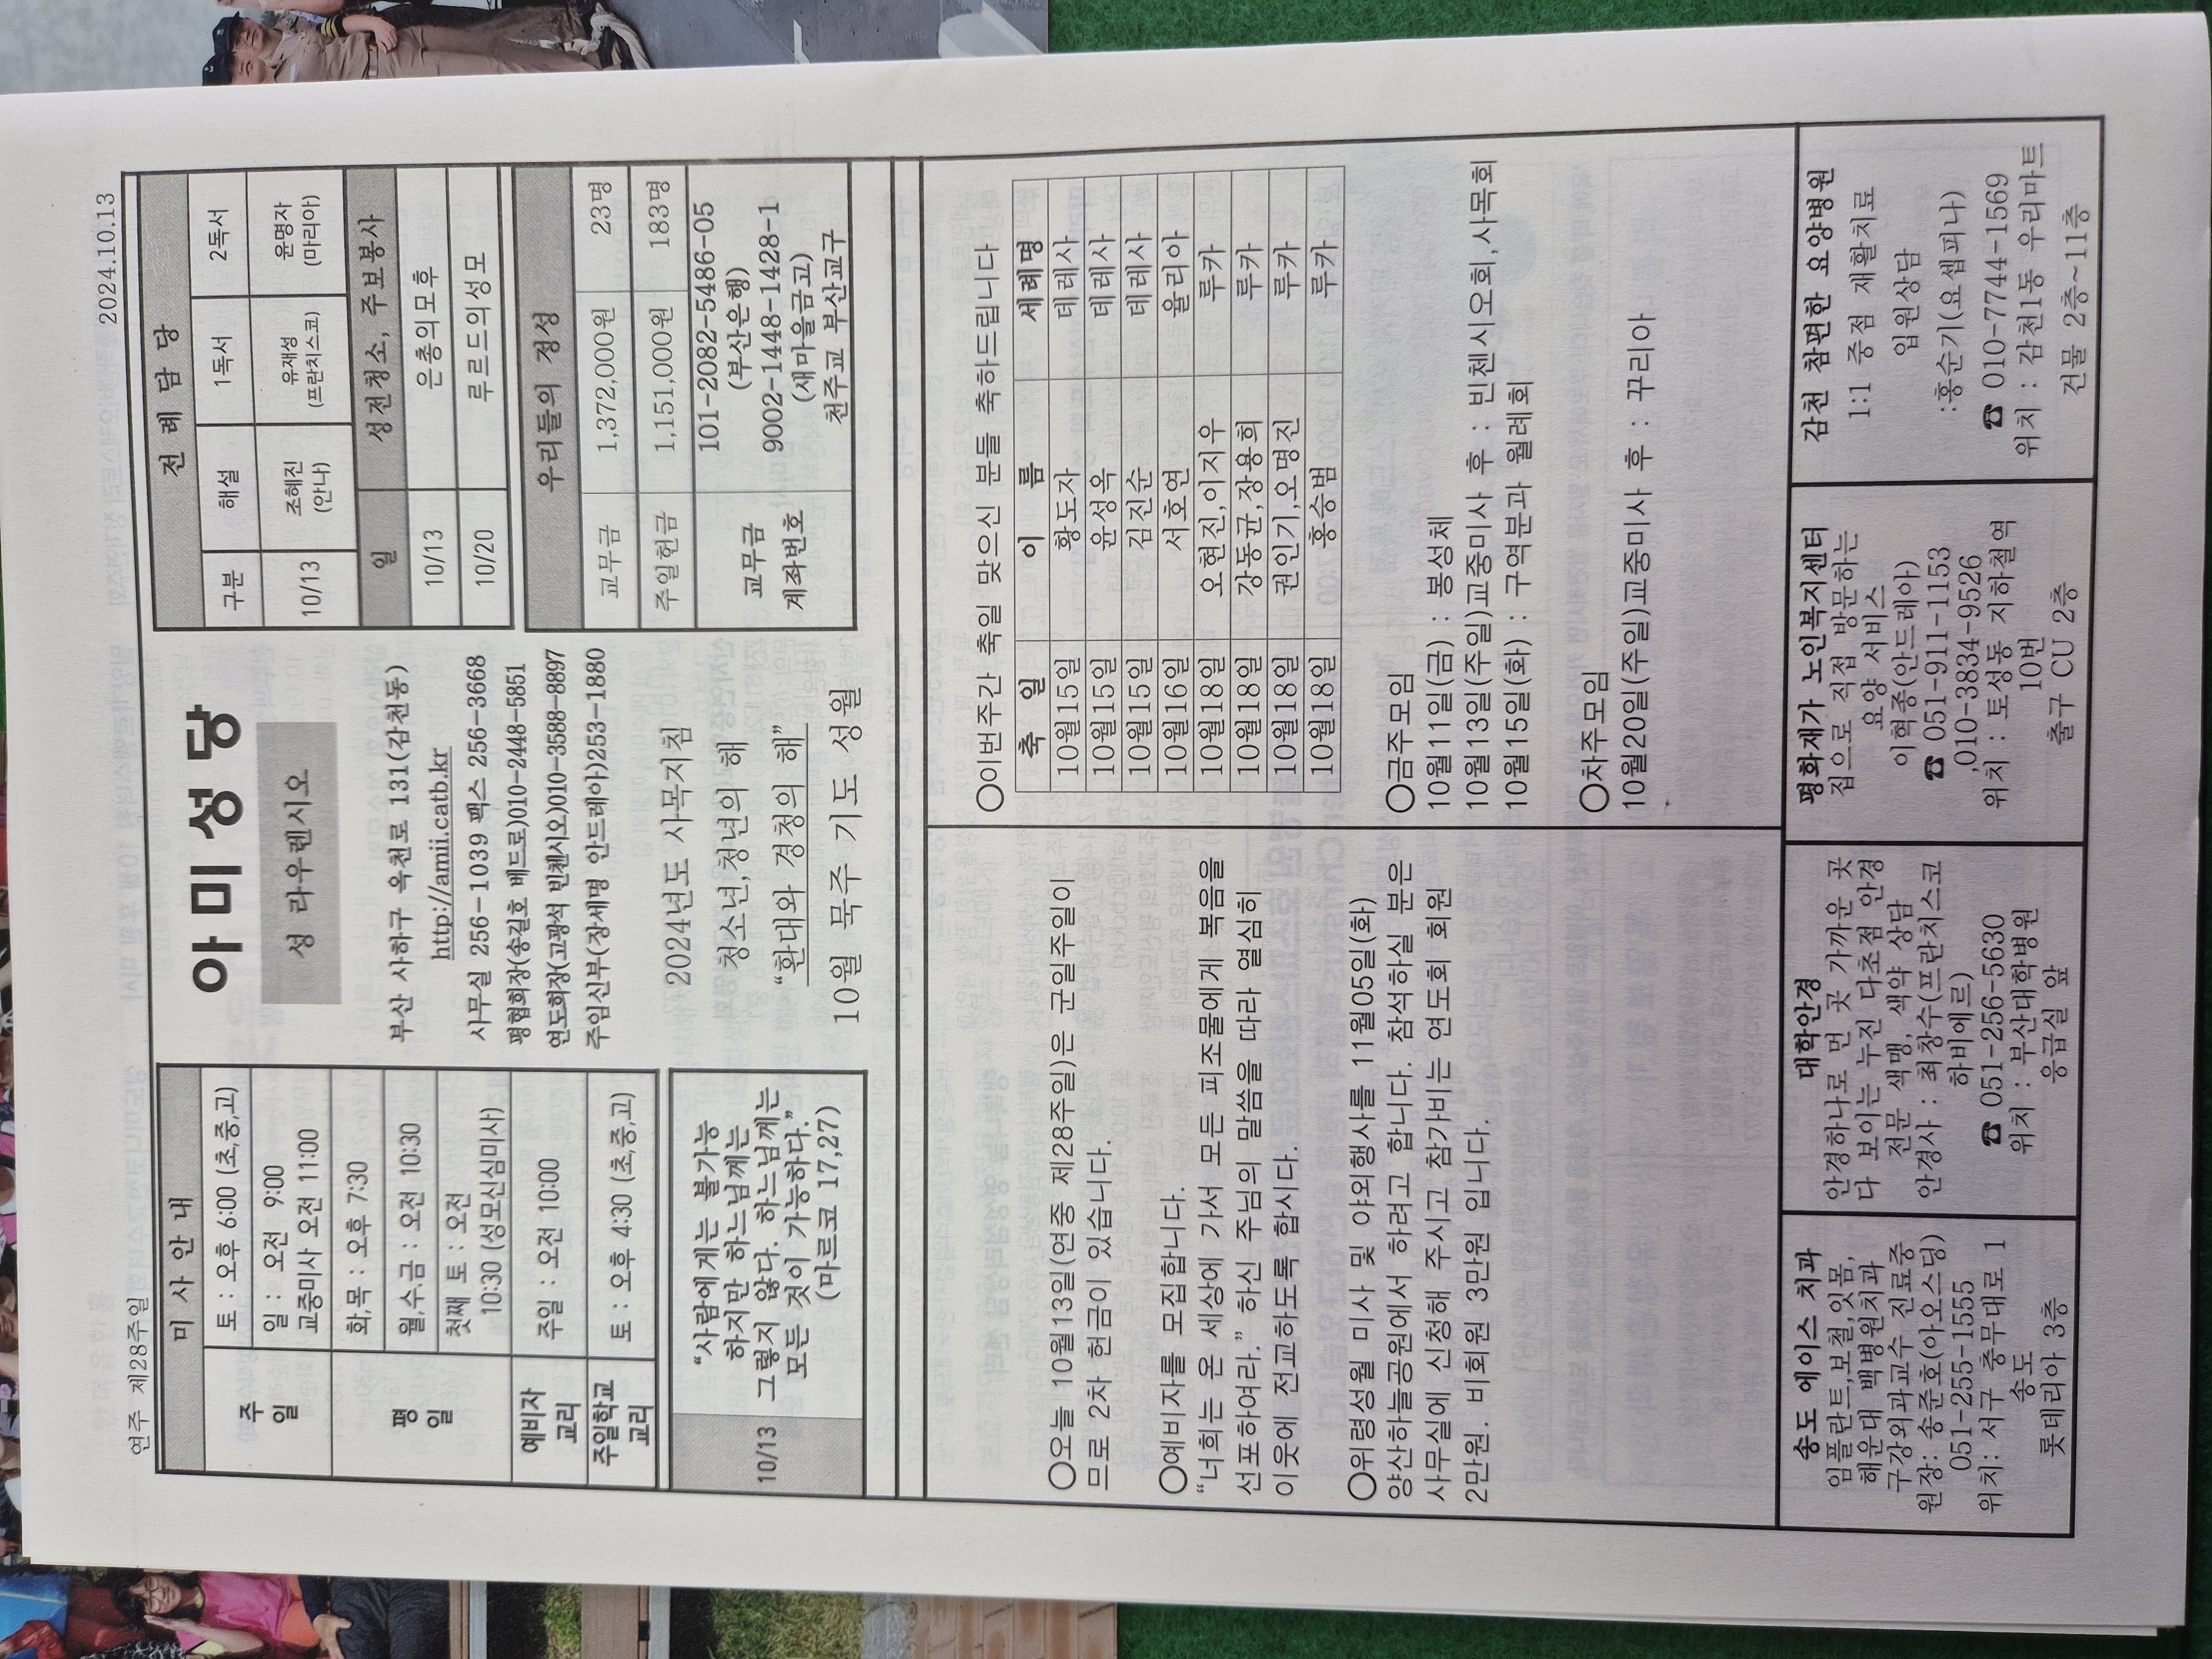 연주 제28주일
2024.10.13
미 사 안 내
주 일
토 : 오후 6:00 (초,중,고)
일 : 오전 9:00
교중미사 오전 11:00
평 일
화,목 : 오후 7:30
월,수,금 : 오전 10:30
첫째 토 : 오전
10:30 (성모신심미사)
예비자 교리
주일 : 오전 10:00
주일학교 교리
토 : 오후 4:30 (초,중,고)
10/13
“사람에게는 불가능
하지만 하느님께는
그렇지 않다. 하느님께는
모든 것이 가능하다.”
(마르코 17,27)
아미성당
성 라우렌시오
부산 사하구 옥천로 131(감천동)
http://amii.catb.kr
사무실 256-1039 팩스 256-3668
평협회장(송길호 베드로)010-2448-5851
연도회장(고광석 빈첸시오)010-3588-8897
주임신부(장세명 안드레아)253-1880
2024년도 사목지침
청소년,청년의 해
“환대와 경청의 해”
10월 묵주 기도 성월
전 례 담 당
구분 해설 1독서 2독서
10/13 조혜진 (안나) 유재성 (프란치스코) 윤명자 (마리아)
일 성전청소, 주보봉사
10/13 은총의모후
10/20 루르드의성모
우리들의 정성
교무금 1,372,000원 23명
주일헌금 1,151,000원 183명
교무금
계좌번호
101-2082-5486-05
(부산은행)
9002-1448-1428-1
(새마을금고)
천주교 부산교구
○오늘 10월13일(연중 제28주일)은 군일주일이
므로 2차 헌금이 있습니다.
○예비자를 모집합니다.
“너희는 온 세상에 가서 모든 피조물에게 복음을
선포하여라.” 하신 주님의 말씀을 따라 열심히
이웃에 전교하도록 합시다.
○위령성월 미사 및 야외행사를 11월05일(화)
양산하늘공원에서 하려고 합니다. 참석하실 분은
사무실에 신청해 주시고 참가비는 연도회 회원
2만원. 비회원 3만원 입니다.
○이번주간 축일 맞으신 분들 축하드립니다
축 일 이 름 세례명
10월15일 황도자 데레사
10월15일 윤성옥 데레사
10월15일 김진순 데레사
10월16일 서호연 율리아
10월18일 오현진,이지우 루카
10월18일 강동균,장용희 루카
10월18일 권인기,오명진 루카
10월18일 홍승범 루카
○금주모임
10월11일(금) : 봉성체
10월13일(주일)교중미사 후 : 빈첸시오회,사목회
10월15일(화) : 구역분과 월례회
○차주모임
10월20일(주일)교중미사 후 : 꾸리아
송도 에이스 치과
임플란트,보철,잇몸,
해운대 백병원치과
구강외과교수 진료중
원장: 송준호(아오스딩)
051-255-1555
위치: 서구 충무대로 1
송도
롯데리아 3층
대학안경
안경하나로 먼 곳 가까운 곳
다 보이는 누진 다초점 안경
전문 색맹, 색약 상담
안경사 : 최창수(프란치스코
하비에르)
☎ 051-256-5630
위치 : 부산대학병원
응급실 앞
평화재가 노인복지센터
집으로 직접 방문하는
요양 서비스
이혁종(안드레아)
☎ 051-911-1153
,010-3834-9526
위치 : 토성동 지하철역
10번
출구 CU 2층
감천 참편한 요양병원
1:1 중점 재활치료
입원상담
:홍순기(요셉피나)
☎ 010-7744-1569
위치 : 감천1동 우리마트
건물 2층~11층